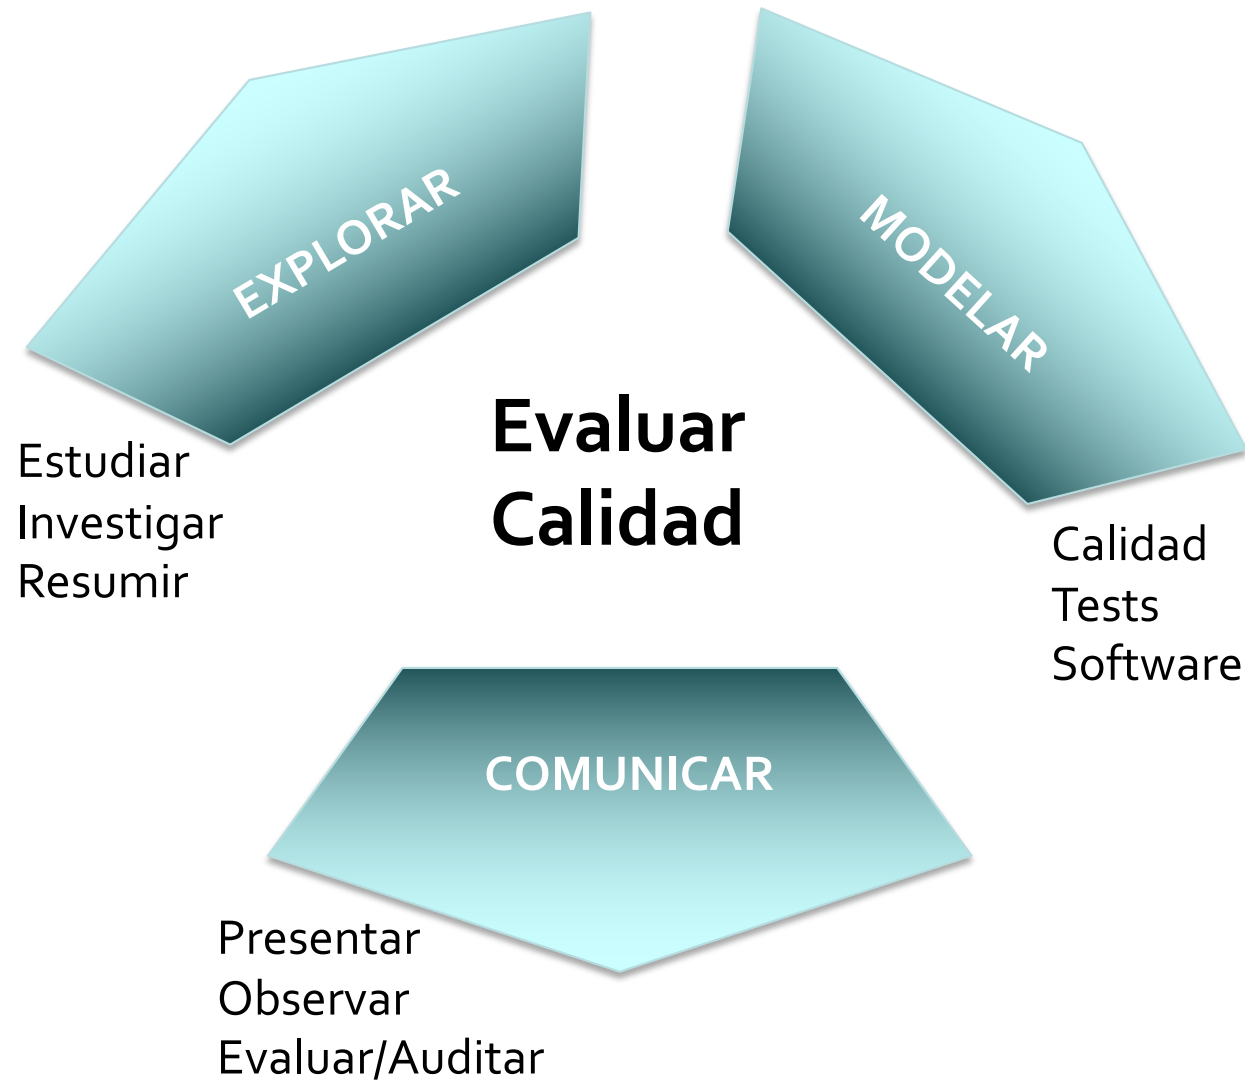 EXPLORAR
MODELAR
Evaluar
Calidad
Estudiar
Investigar
Resumir
Calidad
Tests
Software
COMUNICAR
Presentar
Observar
Evaluar/Auditar